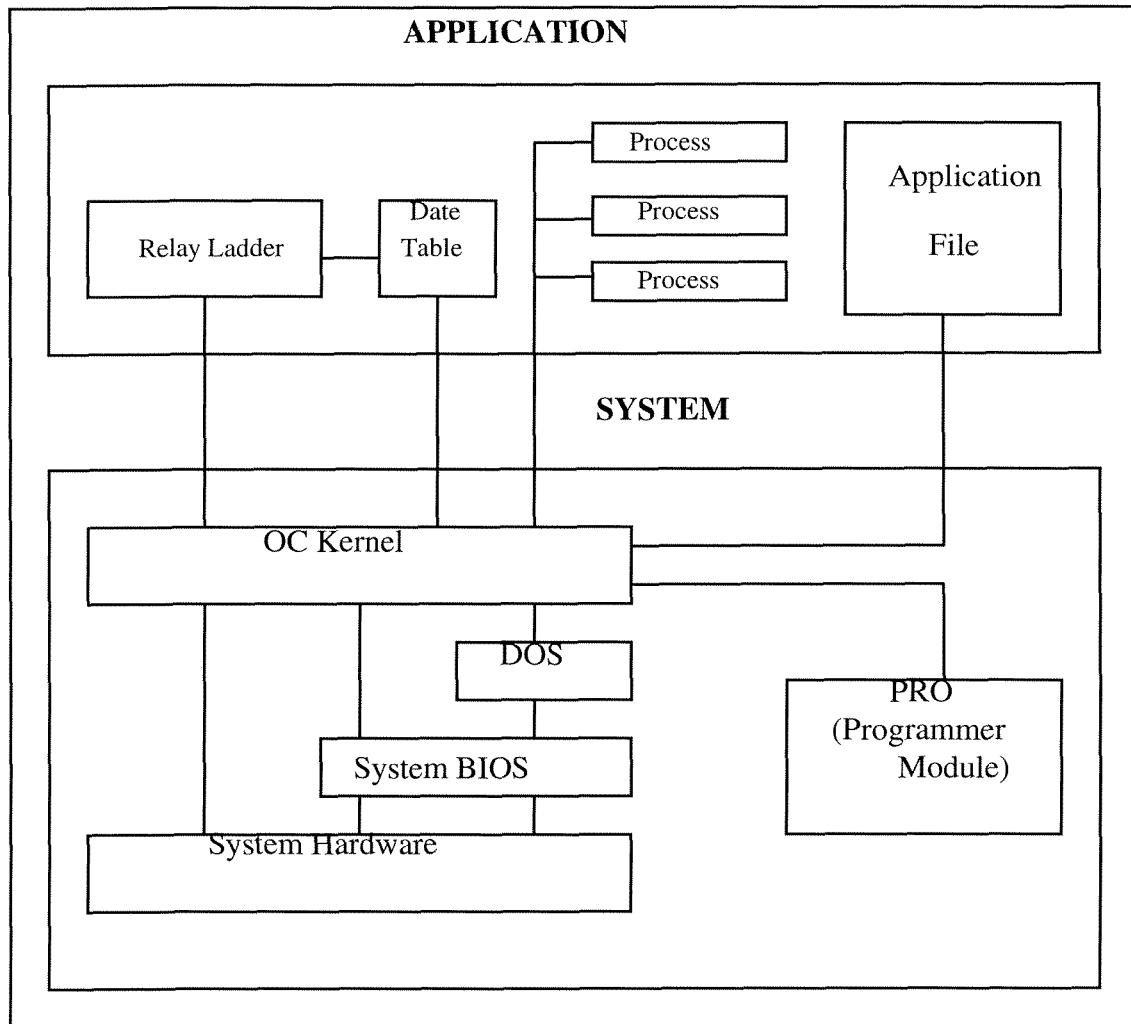 APPLICATION
Process
Application
File
Process
Relay Ladder
Date
Table
Process
SYSTEM
OC Kernel
DOS
PRO
(Programmer
Module)
System BIOS
System Hardware